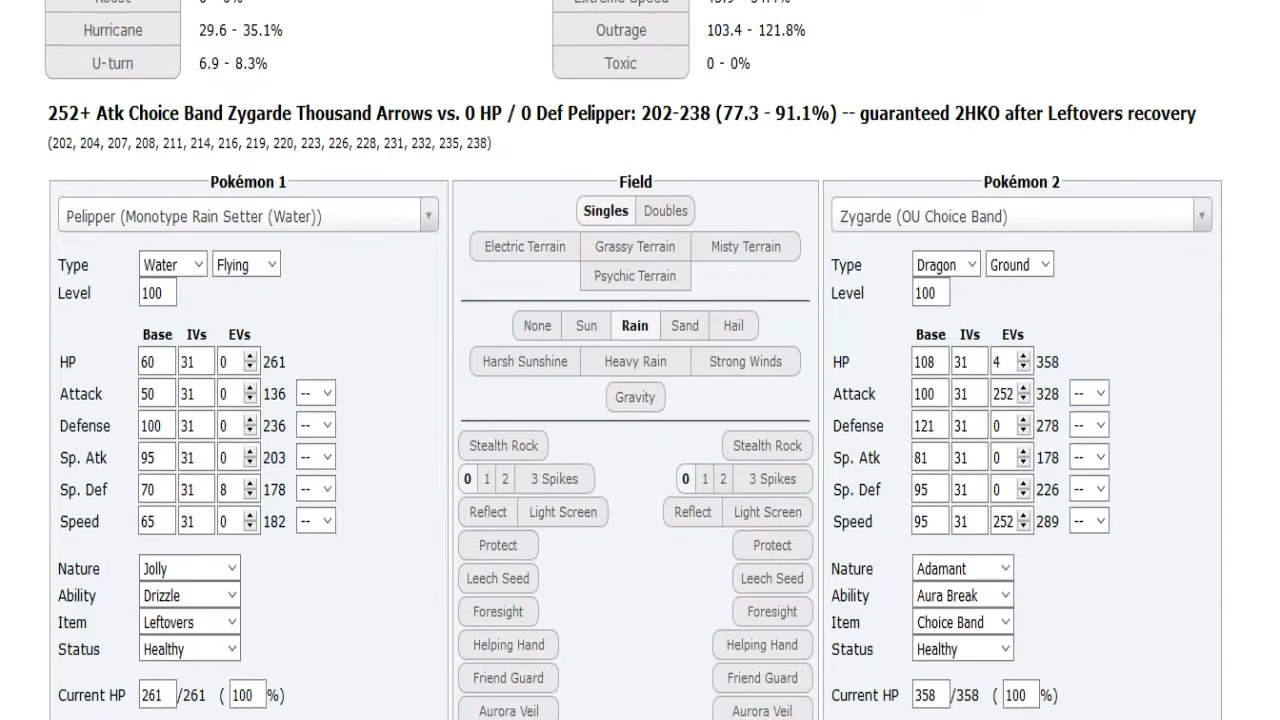 Hurricane 29.6 - 35.1% Outrage 103.4 - 121.8%
U-turn 6.9 - 8.3% Toxic 0 - 0%
252+ Atk Choice Band Zygarde Thousand Arrows vs. 0 HP / 0 Def Pelipper: 202-238 (77.3 - 91.1%) -- guaranteed 2HKO after Leftovers recovery
(202, 204, 207, 208, 211, 214, 216, 219, 220, 223, 226, 228, 231, 232, 235, 238)
Pokémon 1
Pelipper (Monotype Rain Setter (Water))
Type Water Flying
Level 100
Base IVs EVs
HP 60 31 0 261
Attack 50 31 0 136 --
Defense 100 31 0 236 --
Sp. Atk 95 31 0 203 --
Sp. Def 70 31 8 178 --
Speed 65 31 0 182 --
Nature Jolly
Ability Drizzle
Item Leftovers
Status Healthy
Current HP 261 /261 ( 100 %)
Field
Singles Doubles
Electric Terrain Grassy Terrain Misty Terrain
Psychic Terrain
None Sun Rain Sand Hail
Harsh Sunshine Heavy Rain Strong Winds
Gravity
Stealth Rock Stealth Rock
0 1 2 3 Spikes 0 1 2 3 Spikes
Reflect Light Screen Reflect Light Screen
Protect Protect
Leech Seed Leech Seed
Foresight Foresight
Helping Hand Helping Hand
Friend Guard Friend Guard
Aurora Veil Aurora Veil
Pokémon 2
Zygarde (OU Choice Band)
Type Dragon Ground
Level 100
Base IVs EVs
HP 108 31 4 358
Attack 100 31 252 328 --
Defense 121 31 0 278 --
Sp. Atk 81 31 0 178 --
Sp. Def 95 31 0 226 --
Speed 95 31 252 289 --
Nature Adamant
Ability Aura Break
Item Choice Band
Status Healthy
Current HP 358 /358 ( 100 %)